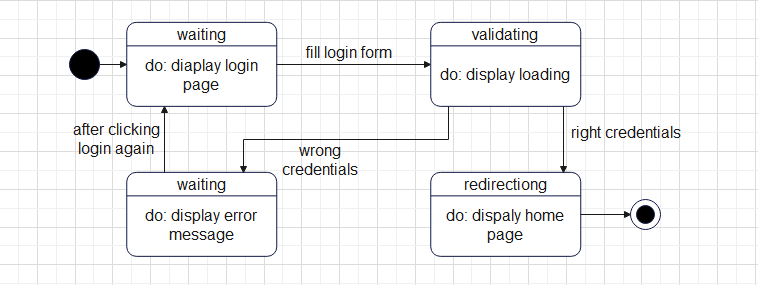 waiting
do: diaplay login
page
fill login form
validating
do: display loading
after clicking
login again
wrong
credentials
right credentials
waiting
do: display error
message
redirectiong
do: dispaly home
page